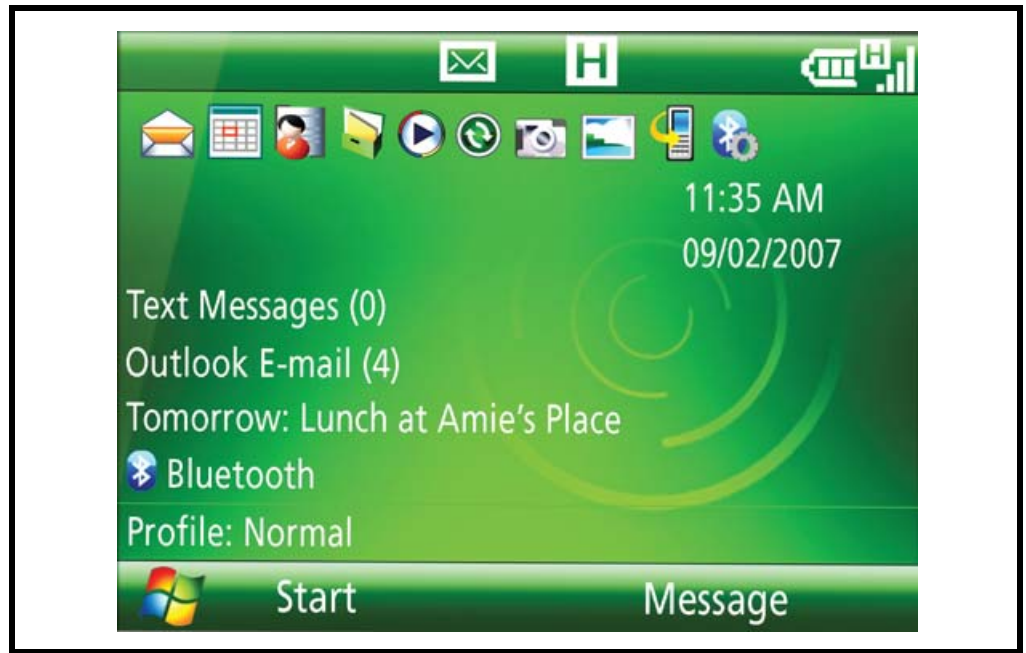 H
H
11:35 AM
09/02/2007
Text Messages (0)
Outlook E-mail (4)
Tomorrow: Lunch at Amie's Place
Bluetooth
Profile: Normal
Start Message